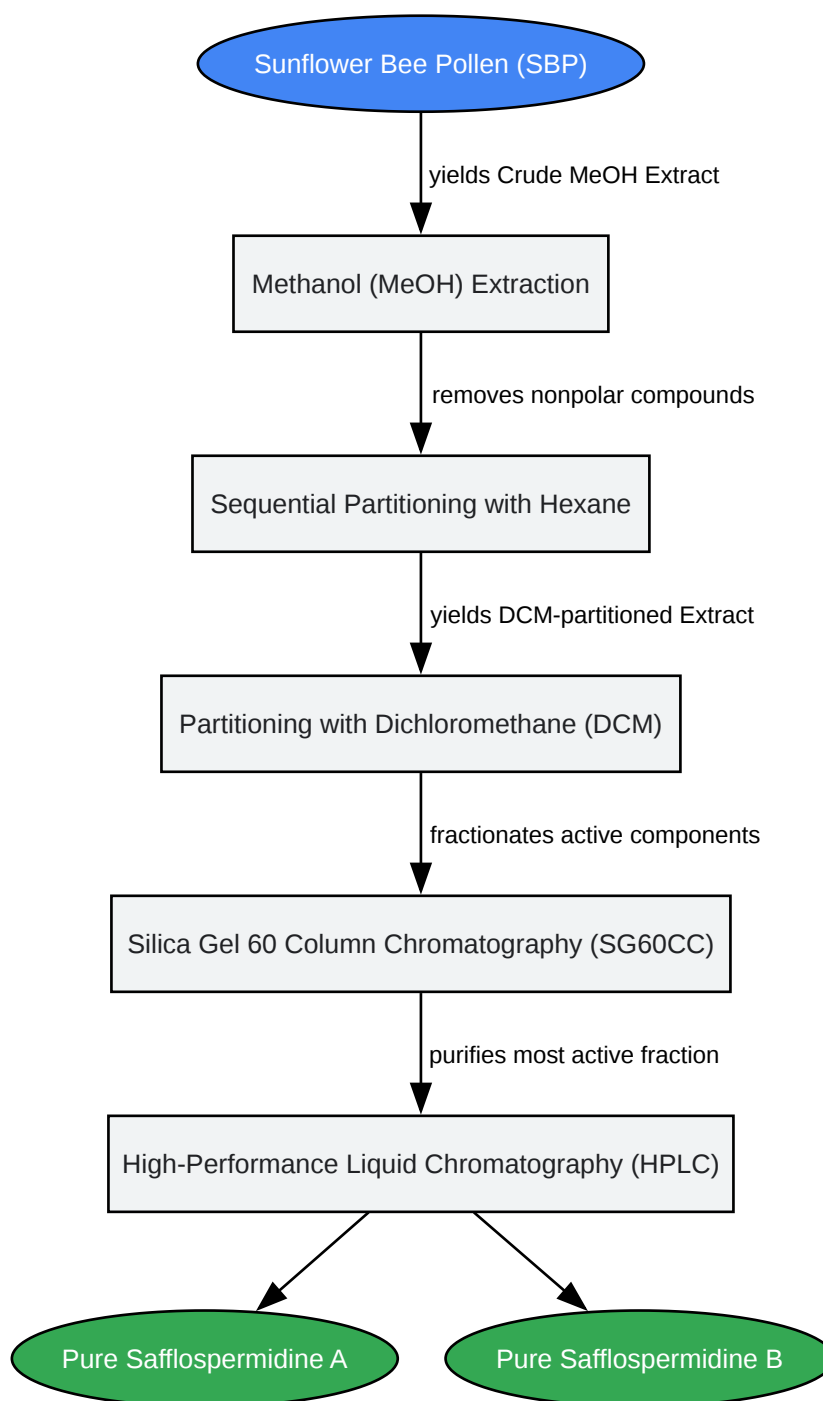 Sunflower Bee Pollen (SBP)
yields Crude MeOH Extract
Methanol (MeOH) Extraction
removes nonpolar compounds
Sequential Partitioning with Hexane
yields DCM-partitioned Extract
Partitioning with Dichloromethane (DCM)
fractionates active components
Silica Gel 60 Column Chromatography (SG60CC)
purifies most active fraction
High-Performance Liquid Chromatography (HPLC)
Pure Safflospermidine A
Pure Safflospermidine B